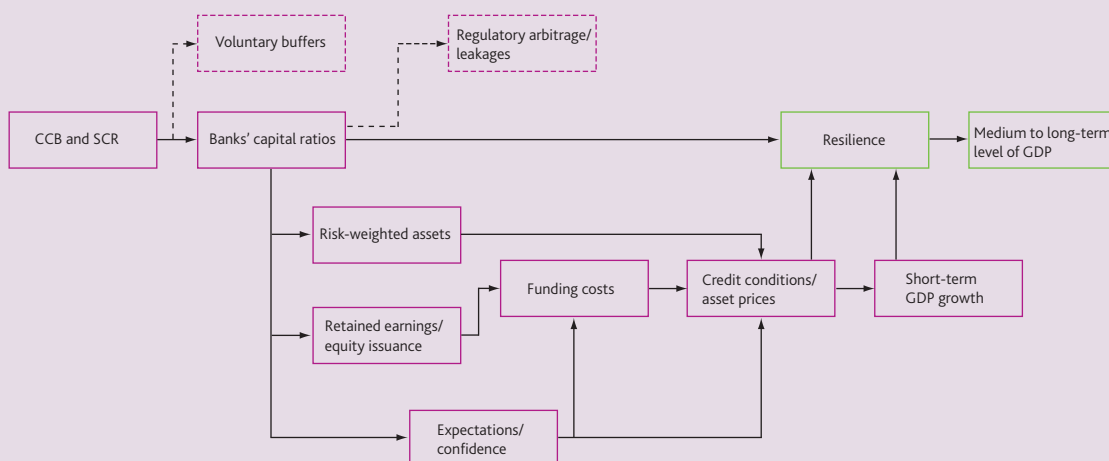 Voluntary buffers
Regulatory arbitrage/
leakages
CCB and SCR
Banks' capital ratios
Resilience
Medium to long-term
level of GDP
Risk-weighted assets
Funding costs
Credit conditions/
asset prices
Short-term
GDP growth
Retained earnings/
equity issuance
Expectations/
confidence